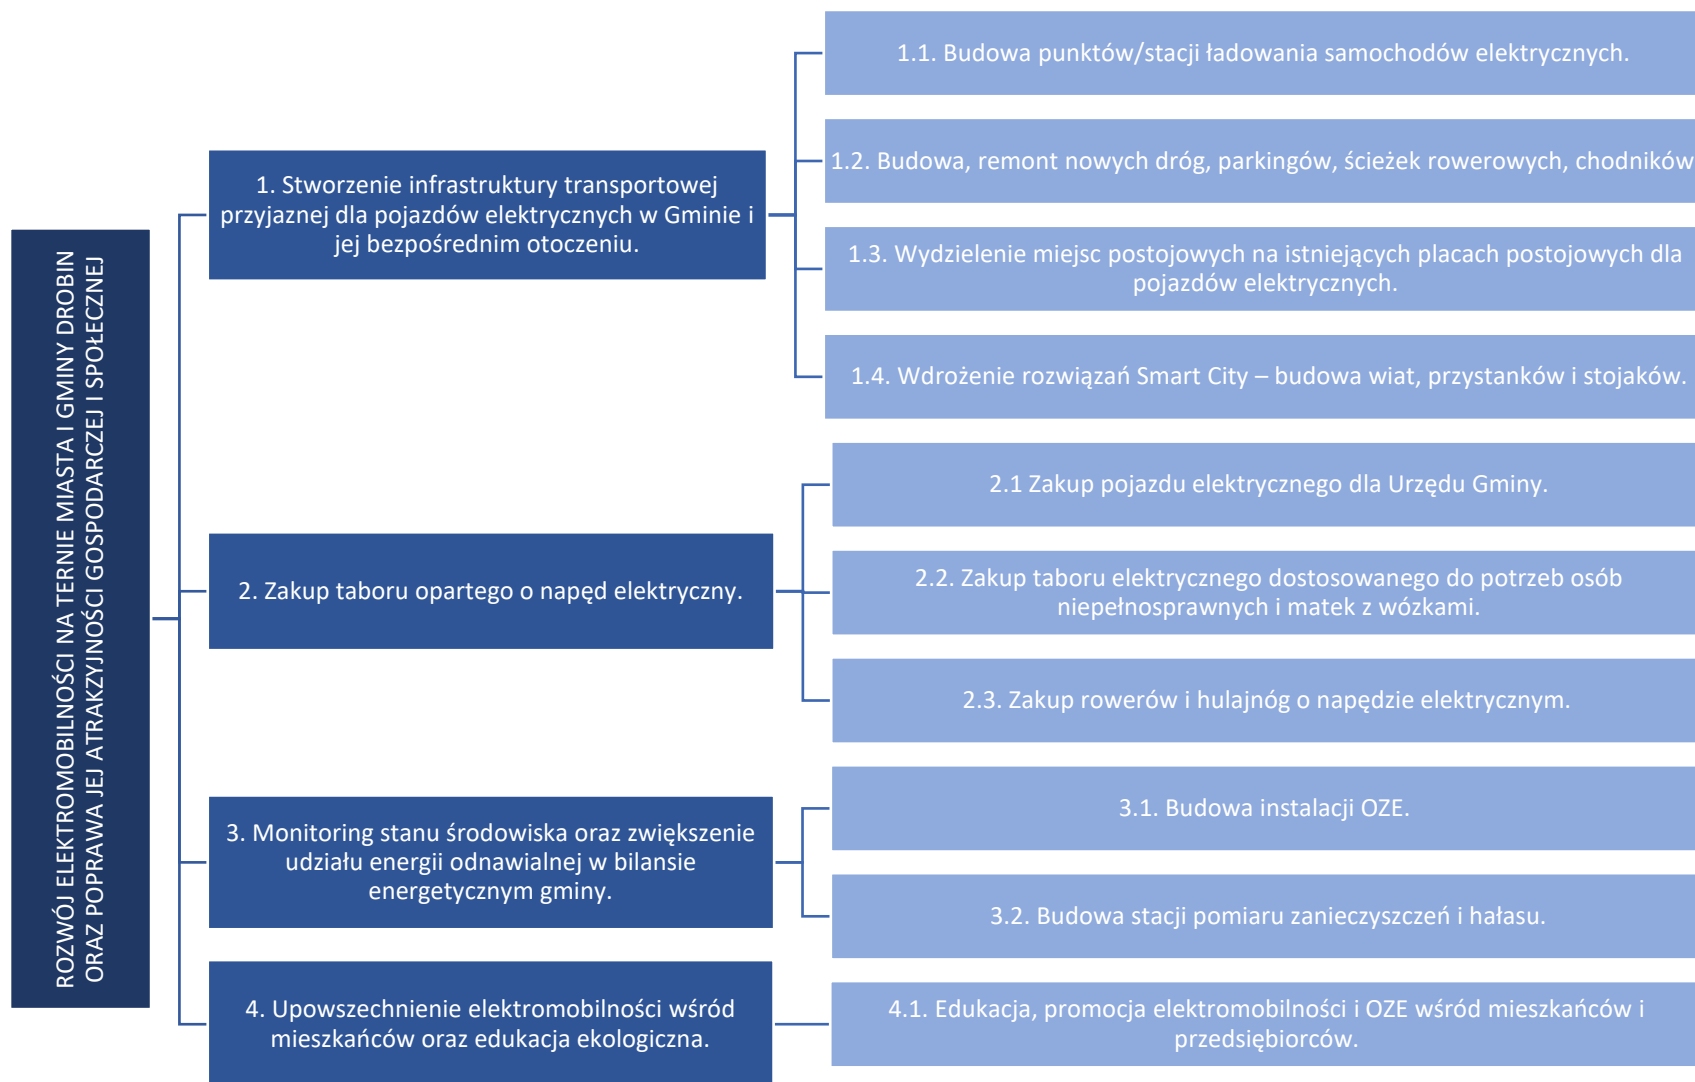 ROZWÓJ ELEKTROMOBILNOŚCI NA TERNIE MIASTA I GMINY DROBIN
ORAZ POPRAWA JEJ ATRAKZYJNOŚCI GOSPODARCZEJ I SPOŁECZNEJ
1. Stworzenie infrastruktury transportowej
przyjaznej dla pojazdów elektrycznych w Gminie i
jej bezpośrednim otoczeniu.
1.1. Budowa punktów/stacji ładowania samochodów elektrycznych.
1.2. Budowa, remont nowych dróg, parkingów, ścieżek rowerowych, chodników
1.3. Wydzielenie miejsc postojowych na istniejących placach postojowych dla
pojazdów elektrycznych.
1.4. Wdrożenie rozwiązań Smart City – budowa wiat, przystanków i stojaków.
2. Zakup taboru opartego o napęd elektryczny.
2.1 Zakup pojazdu elektrycznego dla Urzędu Gminy.
2.2. Zakup taboru elektrycznego dostosowanego do potrzeb osób
niepełnosprawnych i matek z wózkami.
2.3. Zakup rowerów i hulajnóg o napędzie elektrycznym.
3. Monitoring stanu środowiska oraz zwiększenie
udziału energii odnawialnej w bilansie
energetycznym gminy.
3.1. Budowa instalacji OZE.
3.2. Budowa stacji pomiaru zanieczyszczeń i hałasu.
4. Upowszechnienie elektromobilności wśród
mieszkańców oraz edukacja ekologiczna.
4.1. Edukacja, promocja elektromobilności i OZE wśród mieszkańców i
przedsiębiorców.